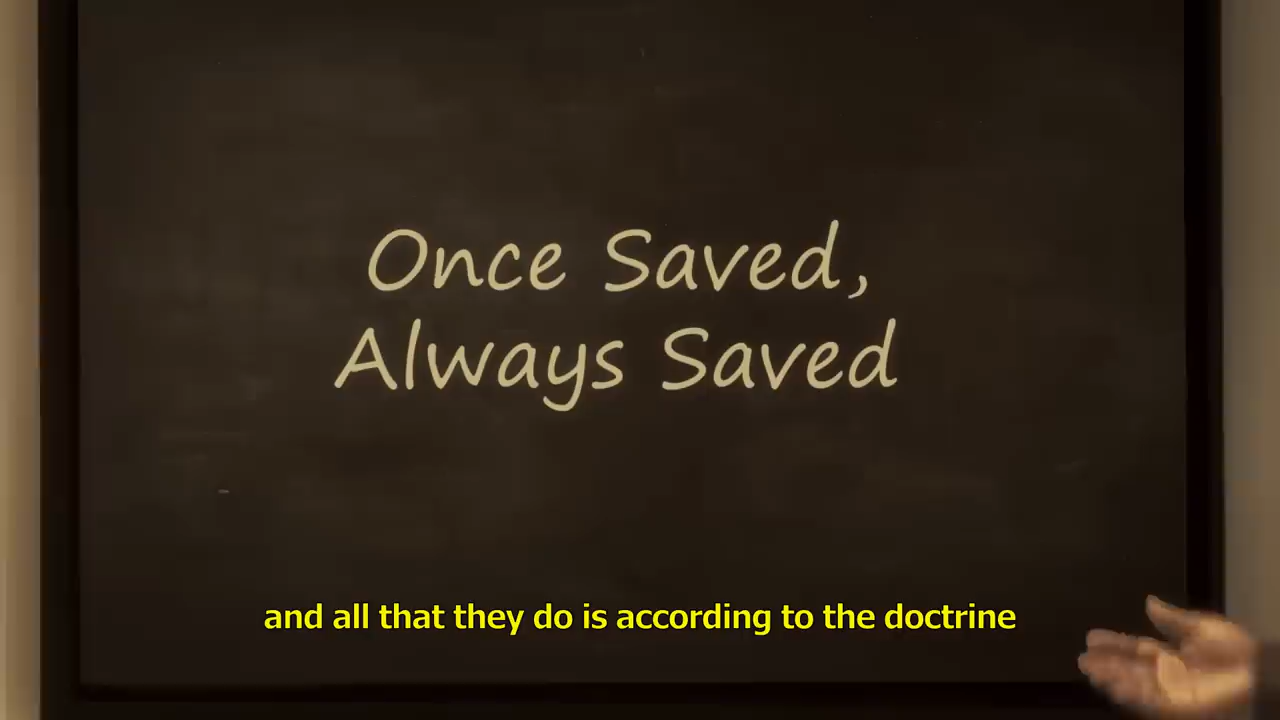 Once Saved,
Always Saved
and all that they do is according to the doctrine